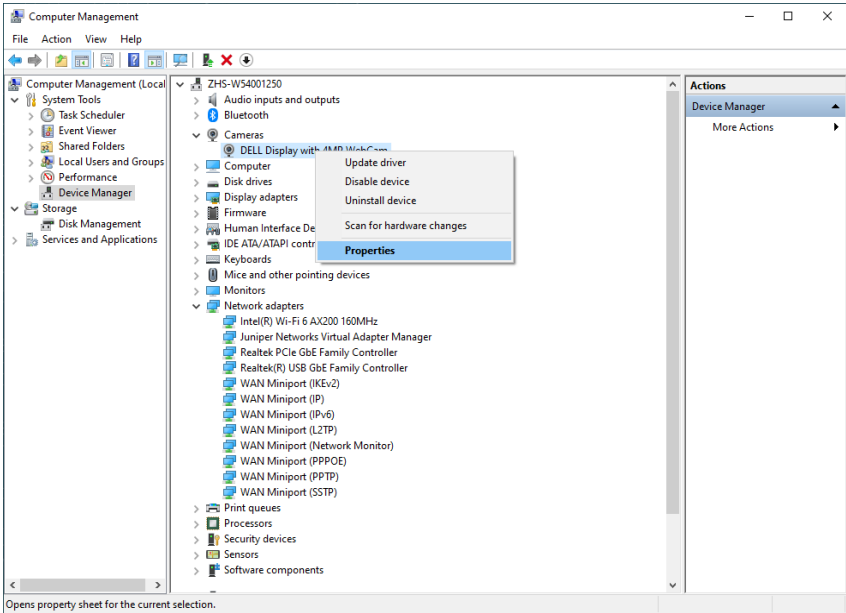 Computer Management
File Action View Help
Computer Management (Local
System Tools
Task Scheduler
Event Viewer
Shared Folders
Local Users and Groups
Performance
Device Manager
Storage
Disk Management
Services and Applications
ZHS-W54001250
Audio inputs and outputs
Bluetooth
Cameras
DELL Display with 4MP WebCam
Computer
Disk drives
Display adapters
Firmware
Human Interface De
IDE ATA/ATAPI contr
Keyboards
Mice and other pointing devices
Monitors
Network adapters
Intel(R) Wi-Fi 6 AX200 160MHz
Juniper Networks Virtual Adapter Manager
Realtek PCIe GbE Family Controller
Realtek(R) USB GbE Family Controller
WAN Miniport (IKEv2)
WAN Miniport (IP)
WAN Miniport (IPv6)
WAN Miniport (L2TP)
WAN Miniport (Network Monitor)
WAN Miniport (PPPOE)
WAN Miniport (PPTP)
WAN Miniport (SSTP)
Print queues
Processors
Security devices
Sensors
Software components
Update driver
Disable device
Uninstall device
Scan for hardware changes
Properties
Actions
Device Manager
More Actions
Opens property sheet for the current selection.